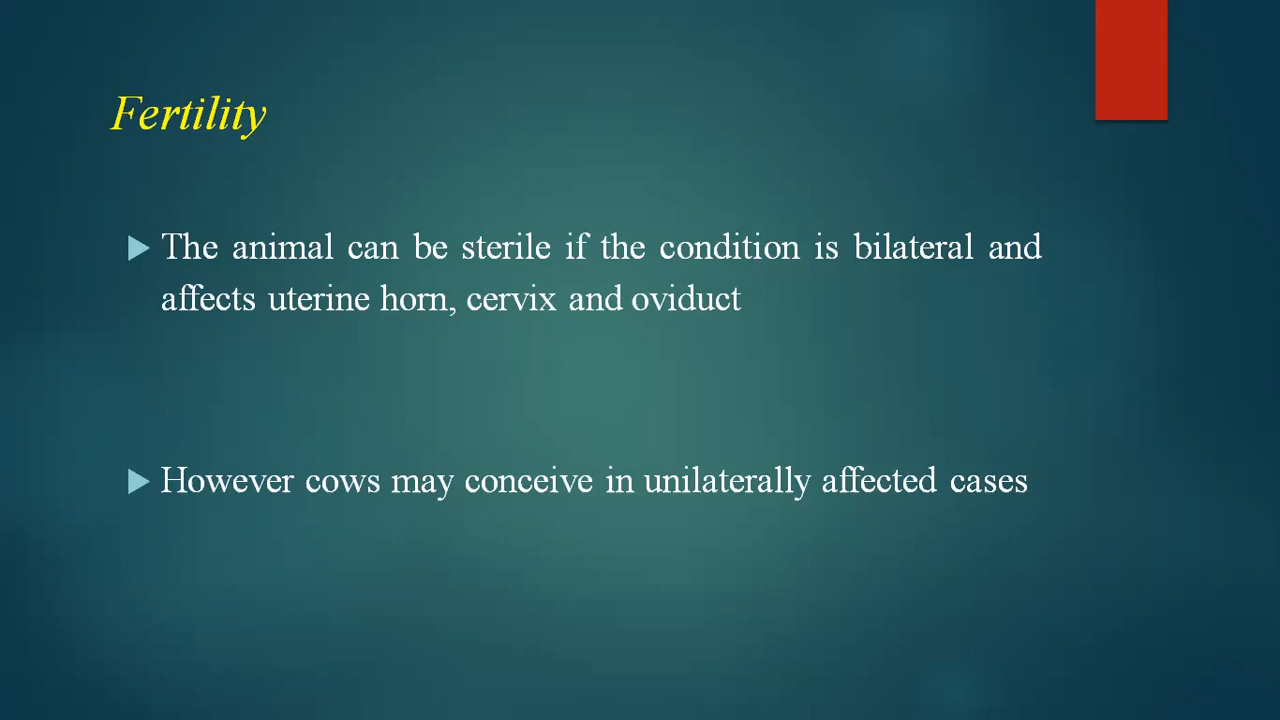 Fertility
The animal can be sterile if the condition is bilateral and
affects uterine horn, cervix and oviduct
However cows may conceive in unilaterally affected cases